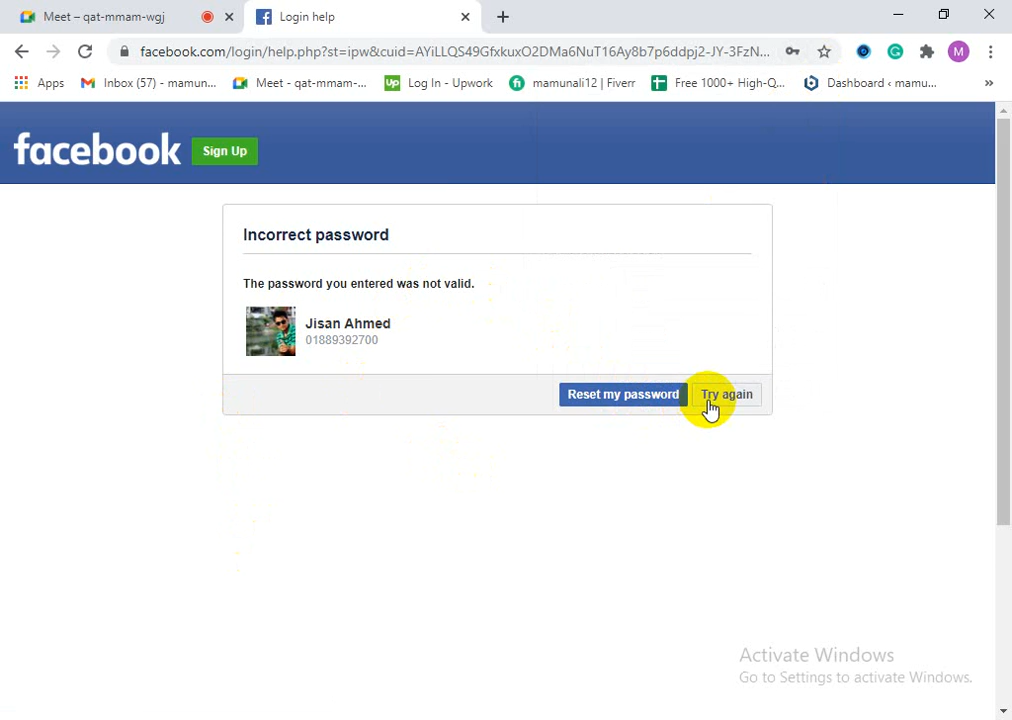 Meet – qat-mmam-wgj
Login help
facebook.com/login/help.php?st=ipw&cuid=AYiLLQS49GfxkuxO2DMa6NuT16Ay8b7p6ddpj2-JY-3FzN...
M
Apps
Inbox (57) - mamun...
Meet - qat-mmam-...
Up
Log In - Upwork
fi
mamunali12 | Fiverr
Free 1000+ High-Q...
Dashboard ‹ mamu...
»
facebook
Sign Up
Incorrect password
The password you entered was not valid.
Jisan Ahmed
01889392700
Reset my password
Try again
Activate Windows
Go to Settings to activate Windows.